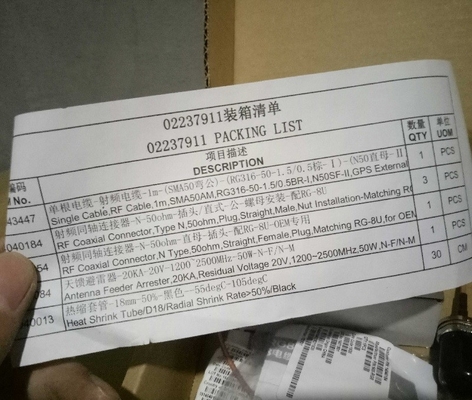 02237911装箱清单
02237911 PACKING LIST
编码 项目描述 数量 单位
No. DESCRIPTION QTY UOM
43447 单根电缆-射频电缆-1m-(SMA50弯公)-(RG316-50-1.5/0.5棕-1)-(N50直母-II 1 PCS
Single Cable,RF Cable,1m,SMA50AM,RG316-50-1.5/0.5BR-I,N50SF-II,GPS External
040184 射频同轴连接器-N-50ohm-插头/直式-公-螺母安装-配RG-8U 3 PCS
RF Coaxial Connector,Type N,50ohm,Plug,Straight,Male,Nut Installation-Matching RG
54 射频同轴连接器-N-50ohm-直母-插头-配RG-8U-OEM专用 1 PCS
RF Coaxial Connector,N Type,50ohm,Straight,Female,Plug,Matching RG-8U,for OEM
084 天馈避雷器-20KA-20V-1200~2500MHz-50W-N-F/N-M 1 PCS
Antenna Feeder Arrester,20KA,Residual Voltage 20V,1200~2500MHz,50W,N-F/N-M
040013 热缩套管-18mm-50%-黑色--55degC-105degC 30 CM
Heat Shrink Tube/D18/Radial Shrink Rate>50%/Black